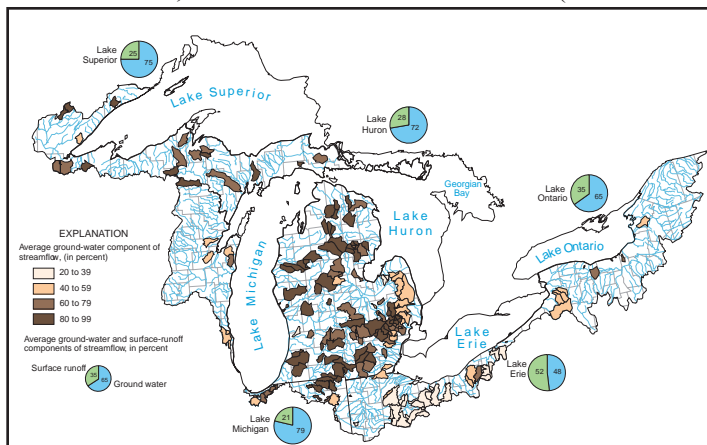 Lake
Superior
25
75
Lake Superior
Lake
Huron
28
72
Georgian
Bay
Lake
Ontario
35
65
Lake
Huron
Lake Ontario
EXPLANATION
Average ground-water component of
streamflow, (in percent)
20 to 39
40 to 59
60 to 79
80 to 99
Lake Michigan
Average ground-water and surface-runoff
components of streamflow, in percent
Surface runoff
35
65
Ground water
Lake
Erie
Lake
Erie
52
48
Lake
Michigan
21
79